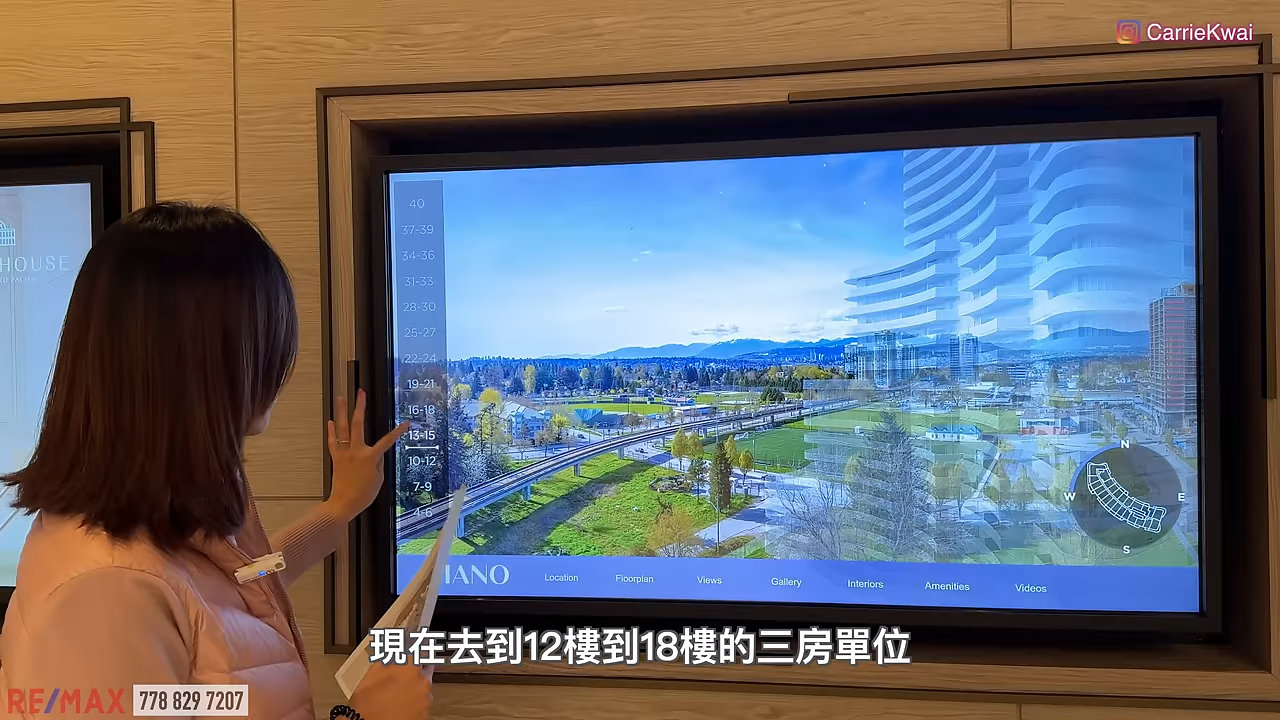 CarrieKwai
HOUSE
40
37-39
34-36
31-33
28-30
25-27
22-24
19-21
16-18
13-15
10-12
7-9
4-6
N
W
E
S
IANO
Location
Floorplan
Views
Gallery
Interiors
Amenities
Videos
現在去到12樓到18樓的三房單位
RE/MAX
778 829 7207